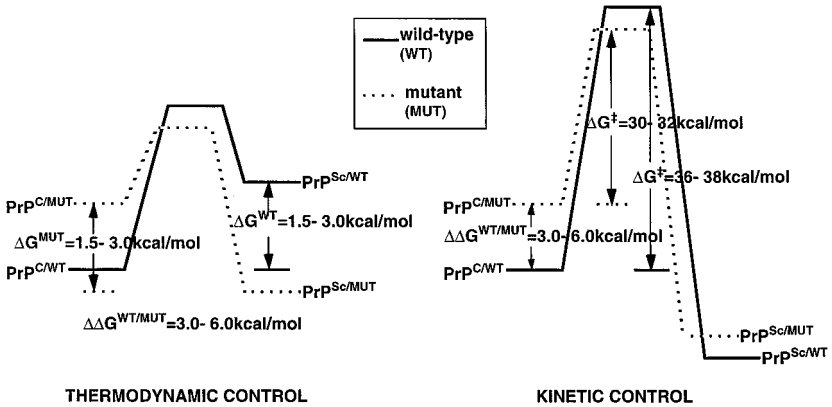 wild-type
(WT)
mutant
(MUT)
PrP^C/MUT
ΔG^MUT=1.5- 3.0kcal/mol
PrP^C/WT
ΔΔG^WT/MUT=3.0- 6.0kcal/mol
PrP^Sc/WT
ΔG^WT=1.5- 3.0kcal/mol
PrP^Sc/MUT
THERMODYNAMIC CONTROL
ΔG^‡=30- 32kcal/mol
ΔG^‡=36- 38kcal/mol
PrP^C/MUT
ΔΔG^WT/MUT=3.0- 6.0kcal/mol
PrP^C/WT
PrP^Sc/MUT
PrP^Sc/WT
KINETIC CONTROL